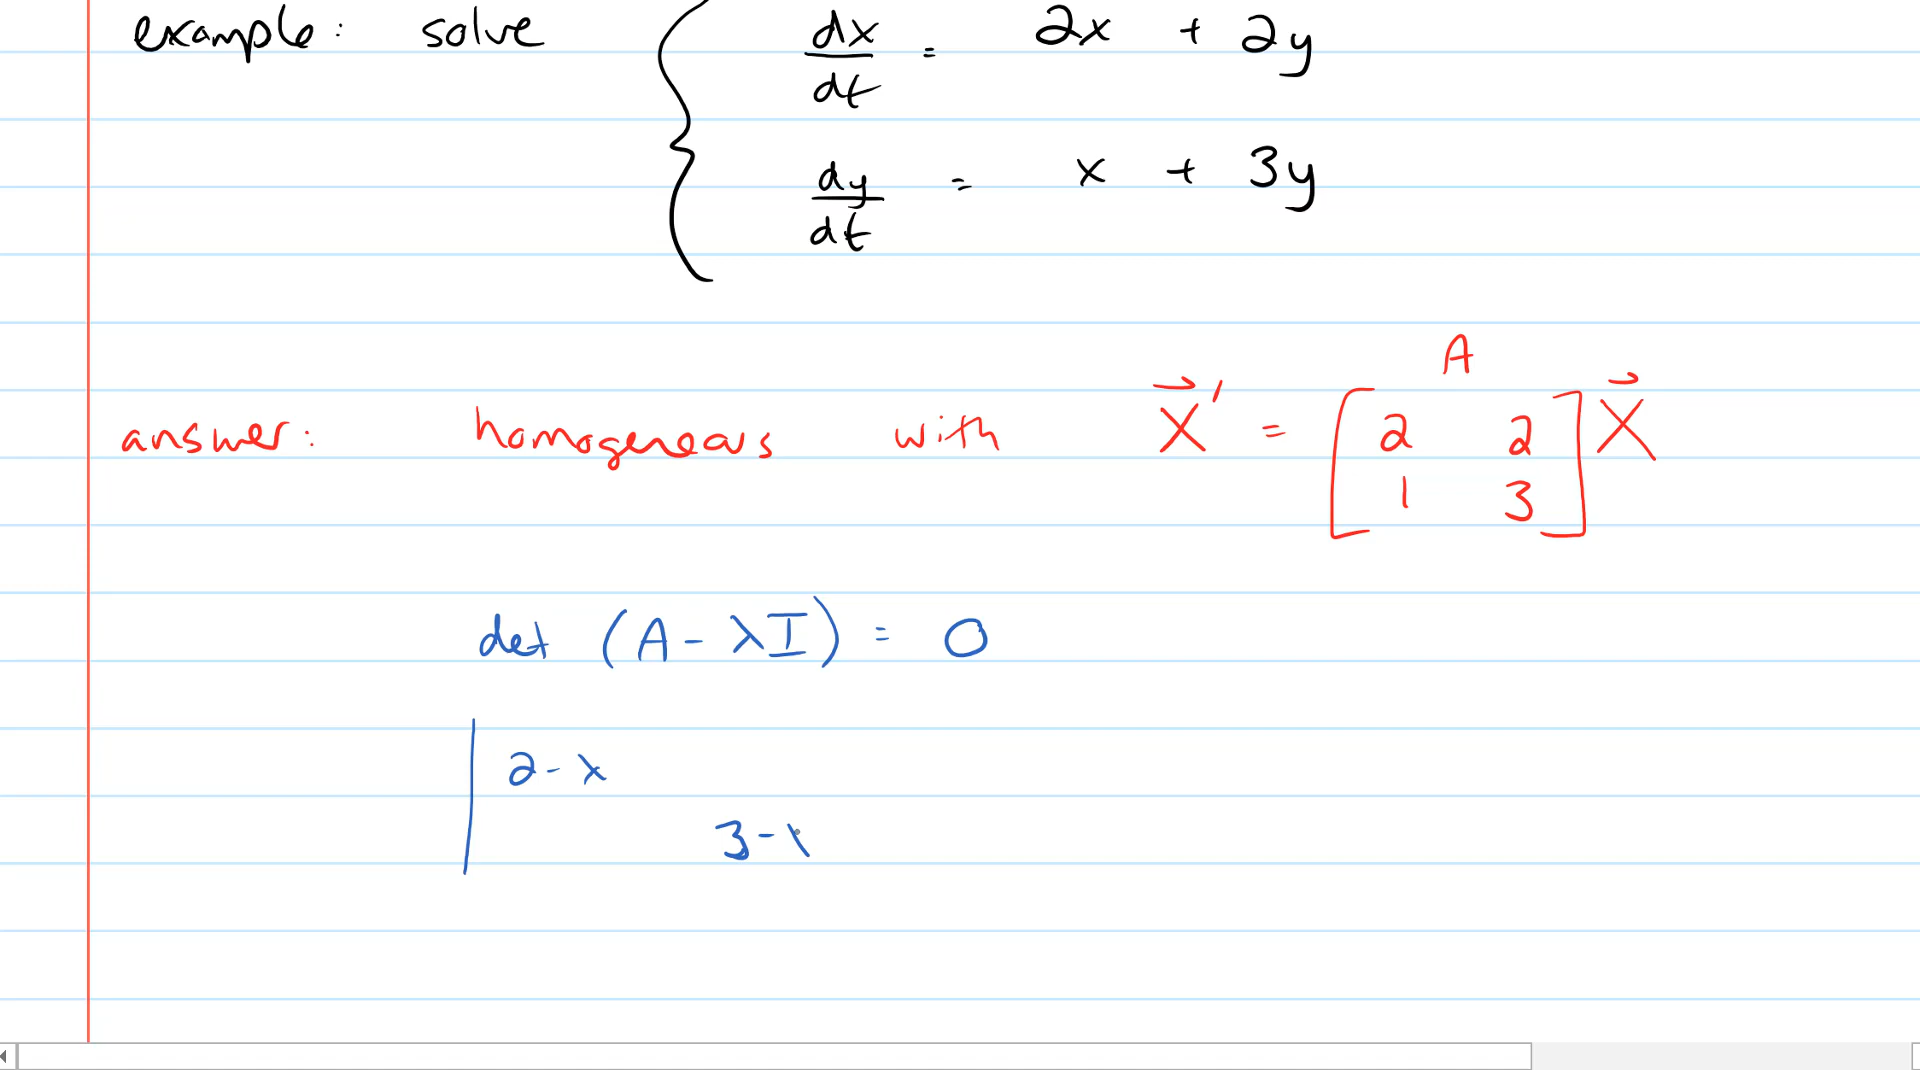 example: solve { dx/dt = 2x + 2y
dy/dt = x + 3y
A
answer: homogeneous with X⃗' = [2 2; 1 3] X⃗
det (A - λI) = 0
| 2 - λ
3 - \